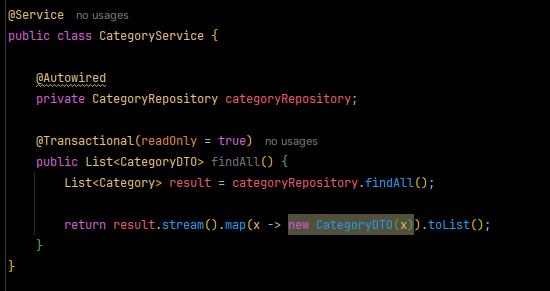 @Service no usages
public class CategoryService {
@Autowired
private CategoryRepository categoryRepository;
@Transactional(readOnly = true) no usages
public List<CategoryDTO> findAll() {
List<Category> result = categoryRepository.findAll();
return result.stream().map(x -> new CategoryDTO(x)).toList();
}
}